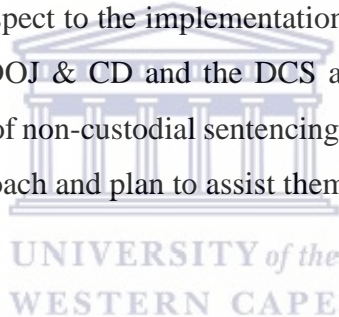 spect to the implementation
OJ & CD and the DCS a
of non-custodial sentencing
oach and plan to assist them
UNIVERSITY of the
WESTERN CAPE